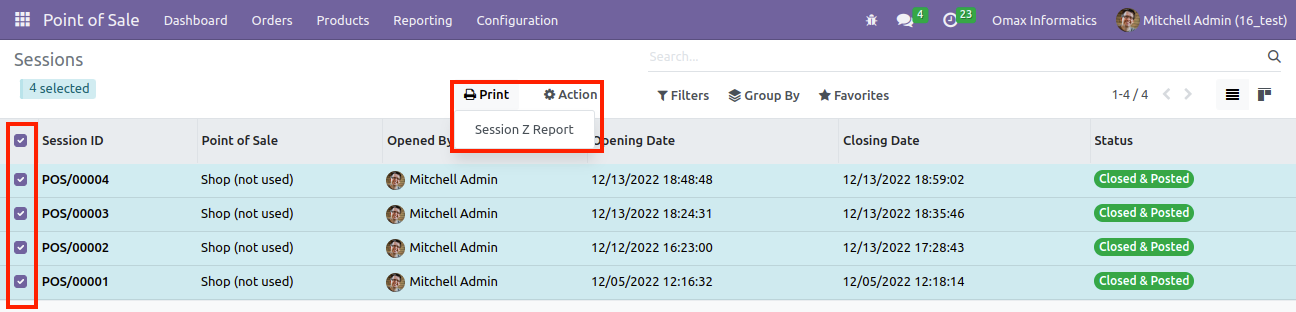 Point of Sale Dashboard Orders Products Reporting Configuration 4 23 Omax Informatics Mitchell Admin (16_test)
Sessions Search...
4 selected Print Action Filters Group By Favorites 1-4 / 4
Session Z Report
Session ID Point of Sale Opened By Opening Date Closing Date Status
POS/00004 Shop (not used) Mitchell Admin 12/13/2022 18:48:48 12/13/2022 18:59:02 Closed & Posted
POS/00003 Shop (not used) Mitchell Admin 12/13/2022 18:24:31 12/13/2022 18:35:46 Closed & Posted
POS/00002 Shop (not used) Mitchell Admin 12/12/2022 16:23:00 12/13/2022 17:28:43 Closed & Posted
POS/00001 Shop (not used) Mitchell Admin 12/05/2022 12:16:32 12/05/2022 12:18:14 Closed & Posted